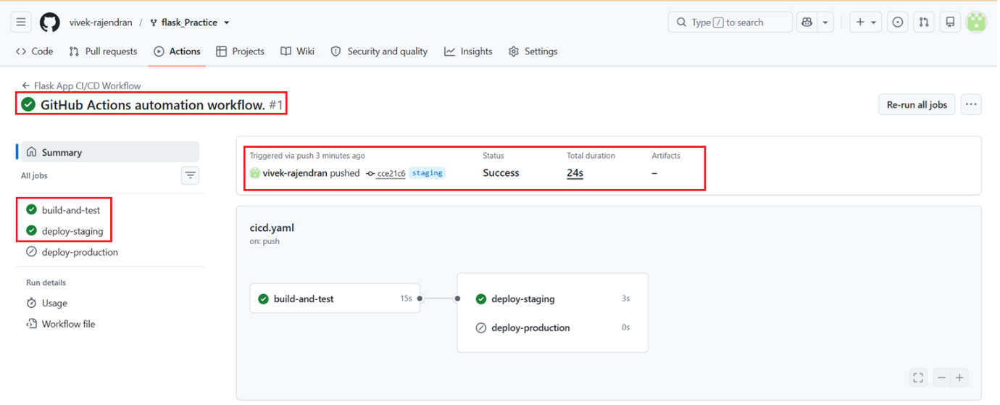 vivek-rajendran / flask_Practice
Type / to search
Code Pull requests Actions Projects Wiki Security and quality Insights Settings
Flask App CI/CD Workflow
GitHub Actions automation workflow. #1
Re-run all jobs
Summary
All jobs
build-and-test
deploy-staging
deploy-production
Run details
Usage
Workflow file
Triggered via push 3 minutes ago
vivek-rajendran pushed cce21c6 staging
Status
Success
Total duration
24s
Artifacts
–
cicd.yaml
on: push
build-and-test 15s
deploy-staging 3s
deploy-production 0s